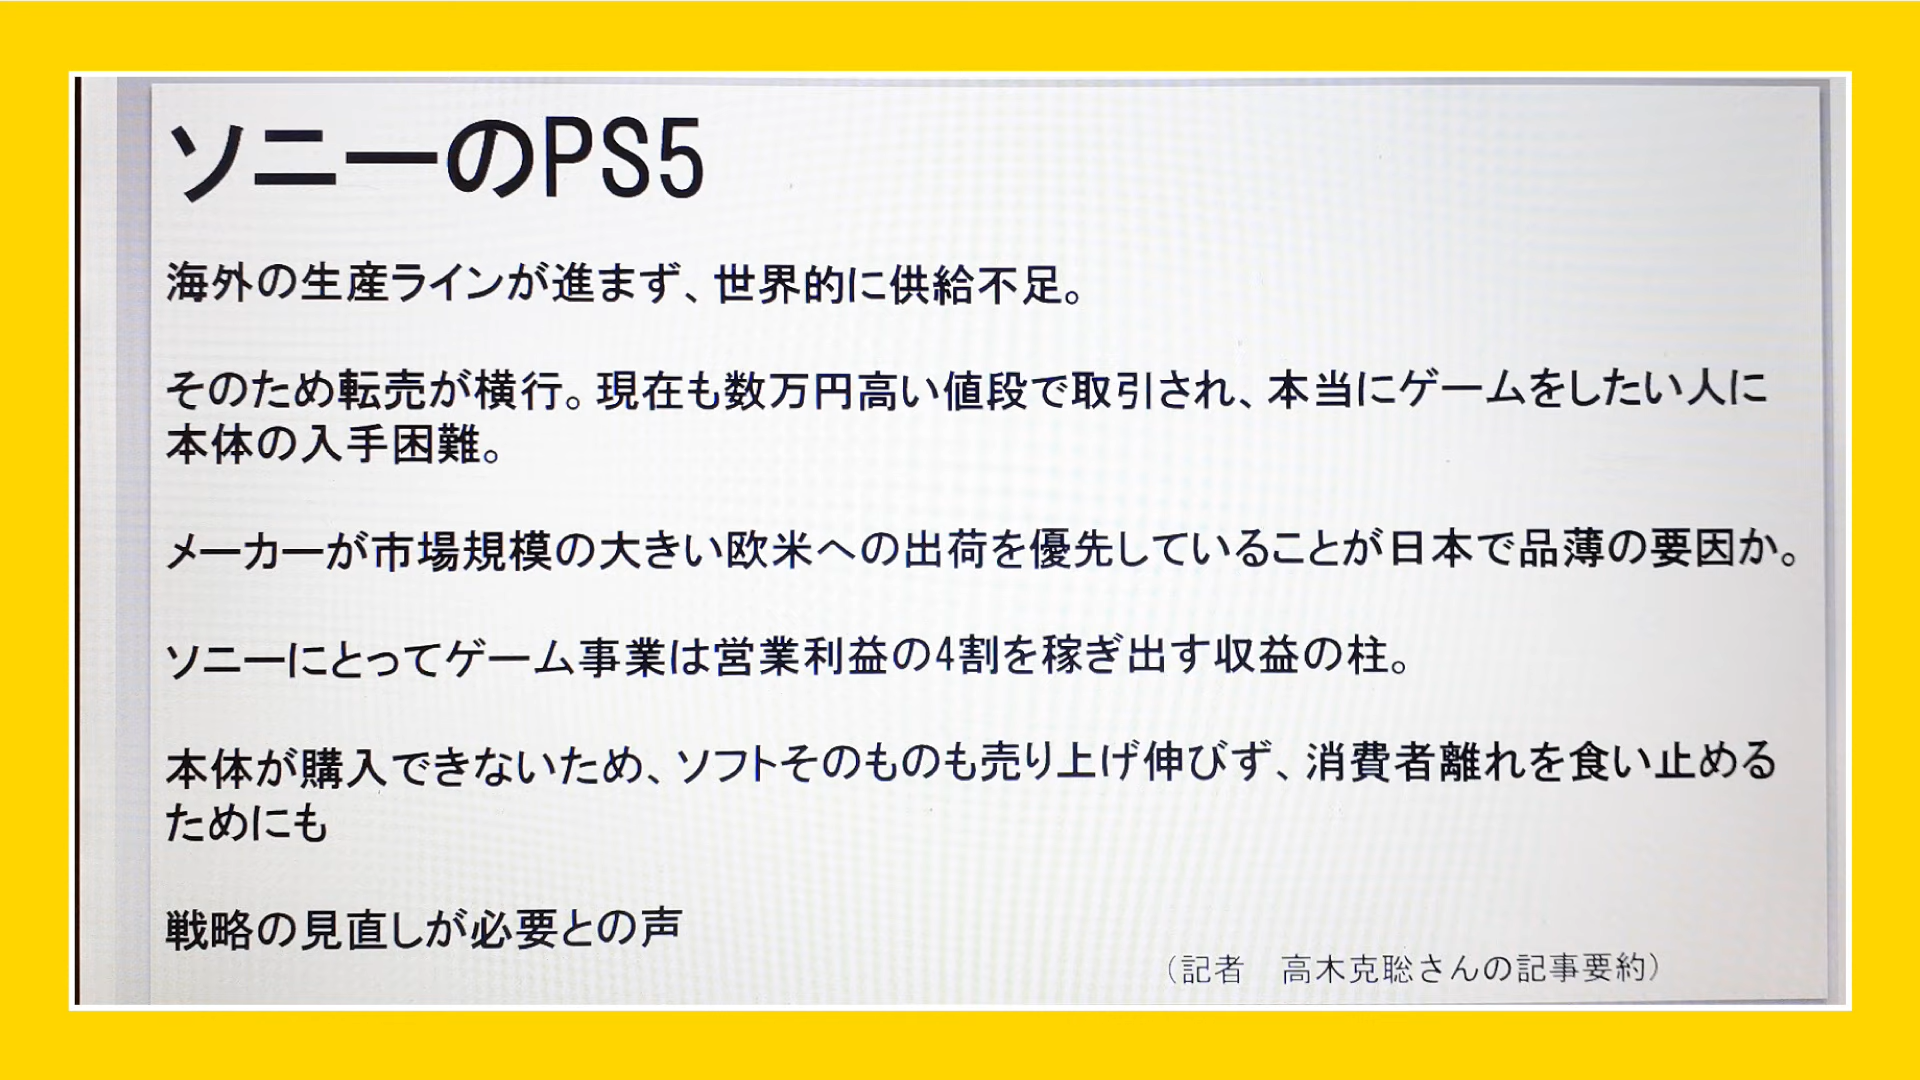 ソニーのPS5
海外の生産ラインが進まず、世界的に供給不足。
そのため転売が横行。現在も数万円高い値段で取引され、本当にゲームをしたい人に
本体の入手困難。
メーカーが市場規模の大きい欧米への出荷を優先していることが日本で品薄の要因か。
ソニーにとってゲーム事業は営業利益の4割を稼ぎ出す収益の柱。
本体が購入できないため、ソフトそのものも売り上げ伸びず、消費者離れを食い止める
ためにも
戦略の見直しが必要との声
（記者　高木克聡さんの記事要約）